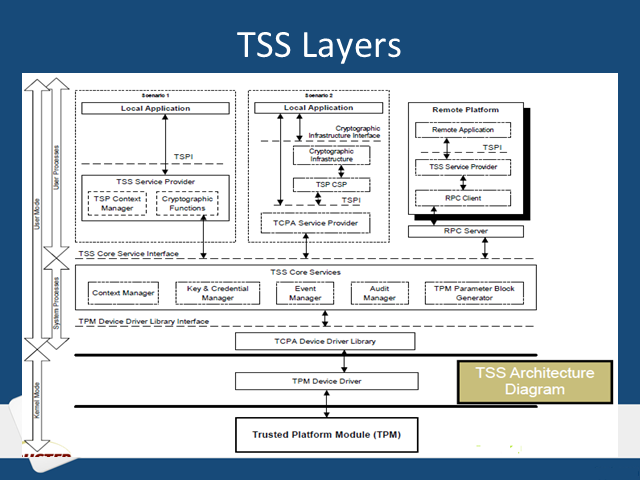 TSS Layers
Scenario 1
Local Application
TSPI
TSS Service Provider
TSP Context
Manager
Cryptographic
Functions
Scenario 2
Local Application
Cryptographic
Infrastructure Interface
Cryptographic
Infrastructure
TSP CSP
TSPI
TCPA Service Provider
Remote Platform
Remote Application
TSPI
TSS Service Provider
RPC Client
RPC Server
User Mode
User Processes
TSS Core Service Interface
TSS Core Services
Context Manager
Key & Credential
Manager
Event
Manager
Audit
Manager
TPM Parameter Block
Generator
System Processes
TPM Device Driver Library Interface
TCPA Device Driver Library
TSS Architecture
Diagram
TPM Device Driver
Kernel Mode
Trusted Platform Module (TPM)